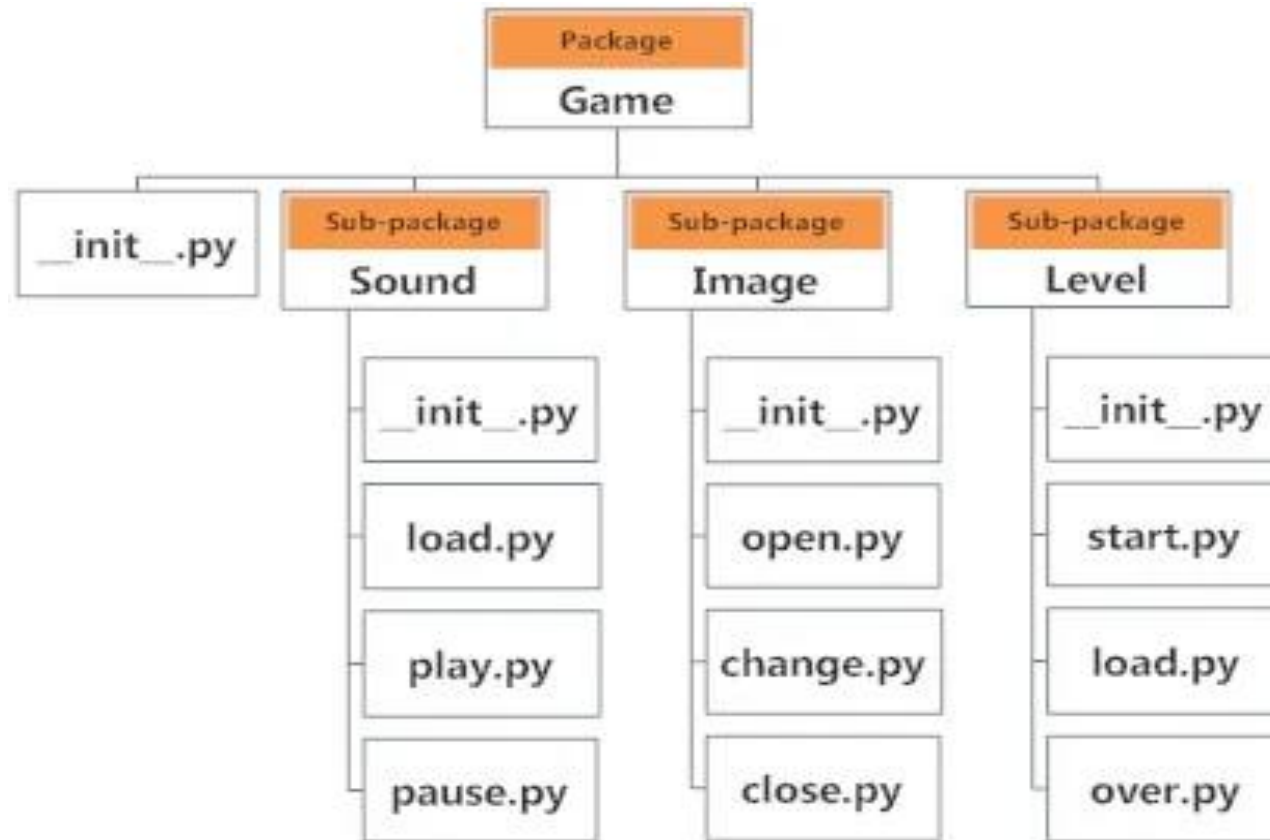 Package
Game
__init__.py
Sub-package
Sound
Sub-package
Image
Sub-package
Level
__init__.py
load.py
play.py
pause.py
__init__.py
open.py
change.py
close.py
__init__.py
start.py
load.py
over.py